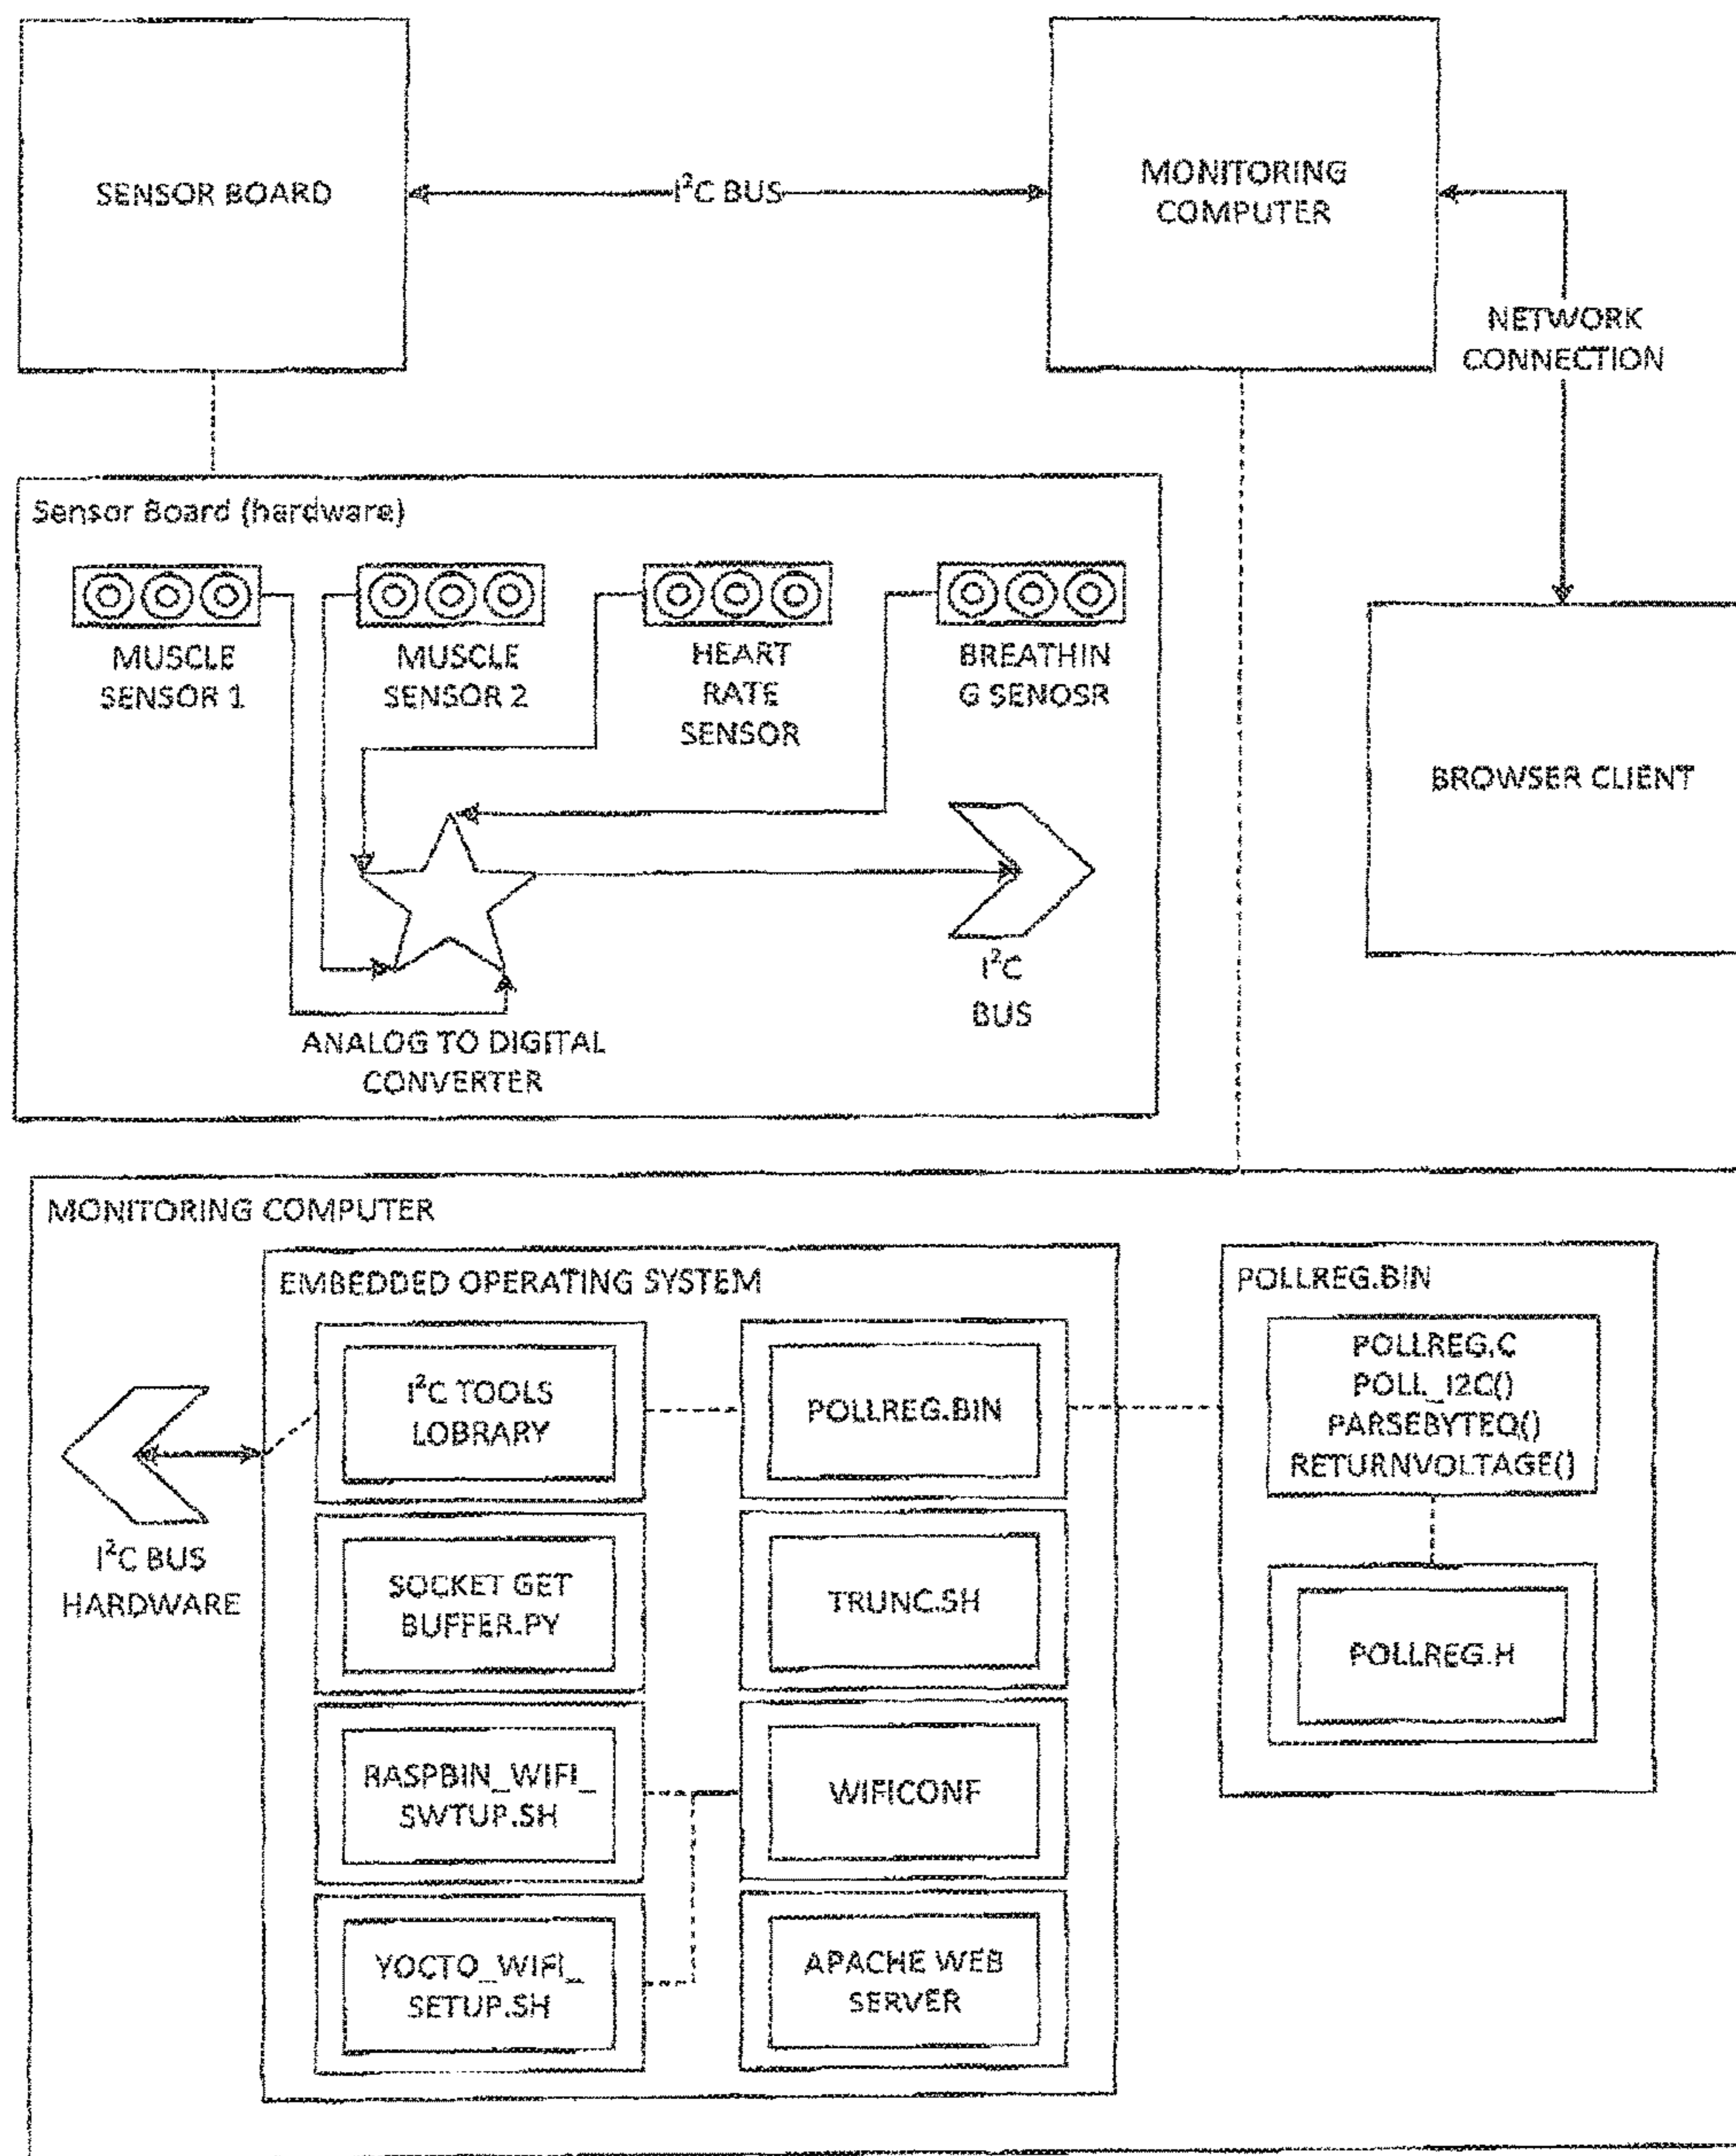 SENSOR BOARD
I²C BUS
MONITORING
COMPUTER
NETWORK
CONNECTION
Sensor Board (hardware)
MUSCLE
SENSOR 1
MUSCLE
SENSOR 2
HEART
RATE
SENSOR
BREATHIN
G SENOSR
BROWSER CLIENT
I²C
BUS
ANALOG TO DIGITAL
CONVERTER
MONITORING COMPUTER
EMBEDDED OPERATING SYSTEM
POLLREG.BIN
I²C TOOLS
LOBRARY
POLLREG.BIN
POLLREG.C
POLL_I2C()
PARSEBYTEQ()
RETURNVOLTAGE()
I²C BUS
HARDWARE
SOCKET GET
BUFFER.PY
TRUNC.SH
POLLREG.H
RASPBIN_WIFI_
SWTUP.SH
WIFICONF
YOCTO_WIFI_
SETUP.SH
APACHE WEB
SERVER